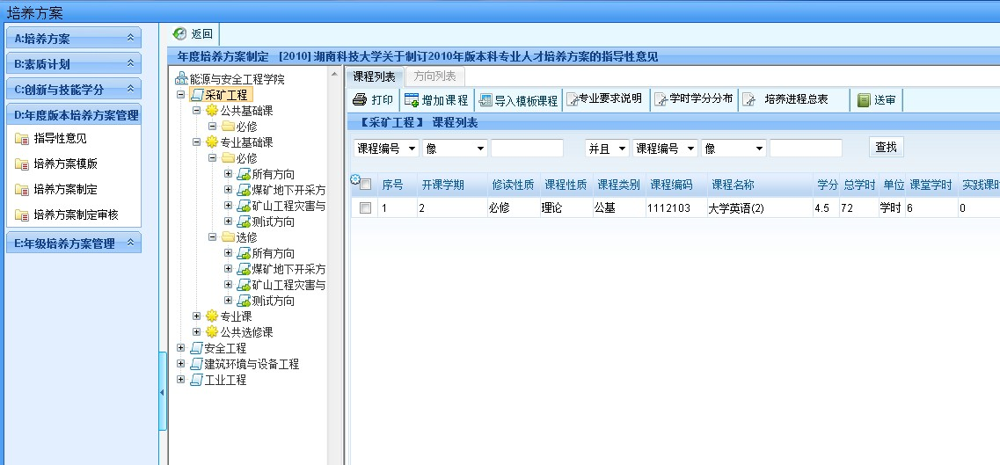 培养方案
A:培养方案
B:素质计划
C:创新与技能学分
D:年度版本培养方案管理
指导性意见
培养方案模版
培养方案制定
培养方案制定审核
E:年级培养方案管理
返回
年度培养方案制定 [2010] 湖南科技大学关于制订2010年版本科专业人才培养方案的指导性意见
能源与安全工程学院
采矿工程
公共基础课
必修
专业基础课
必修
所有方向
煤矿地下开采方
矿山工程灾害与
测试方向
选修
所有方向
煤矿地下开采方
矿山工程灾害与
测试方向
专业课
公共选修课
安全工程
建筑环境与设备工程
工业工程
课程列表 方向列表
打印 增加课程 导入模板课程 专业要求说明 学时学分分布 培养进程总表 送审
【采矿工程】 课程列表
课程编号 像 并且 课程编号 像 查找
序号 开课学期 修读性质 课程性质 课程类别 课程编码 课程名称 学分 总学时 单位 课堂学时 实践课时
1 2 必修 理论 公基 1112103 大学英语(2) 4.5 72 学时 6 0